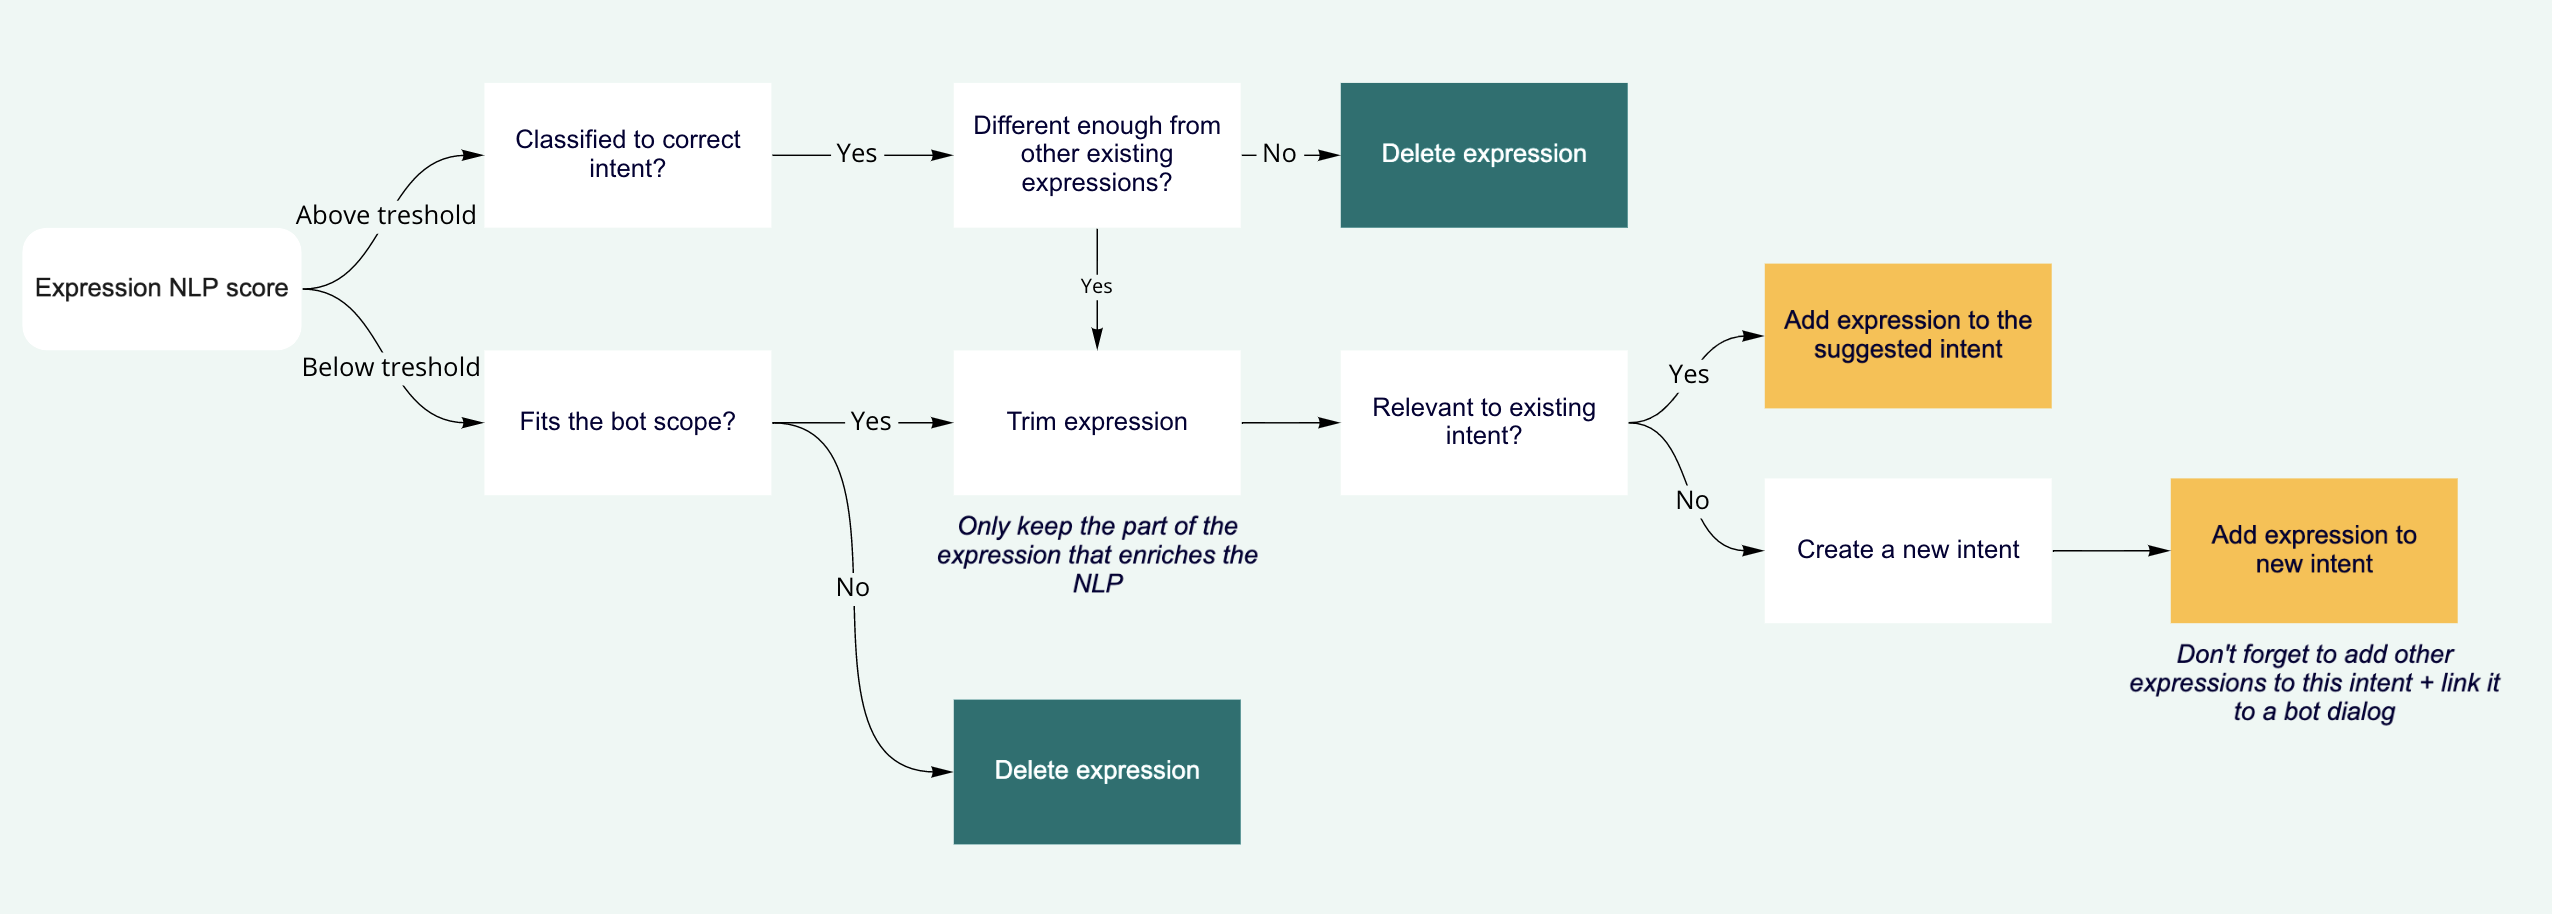 Expression NLP score
Above treshold
Below treshold
Classified to correct
intent?
Yes
Different enough from
other existing
expressions?
No
Delete expression
Yes
Fits the bot scope?
Yes
Trim expression
Only keep the part of the
expression that enriches the
NLP
No
Delete expression
Relevant to existing
intent?
Yes
Add expression to the
suggested intent
No
Create a new intent
Add expression to
new intent
Don't forget to add other
expressions to this intent + link it
to a bot dialog